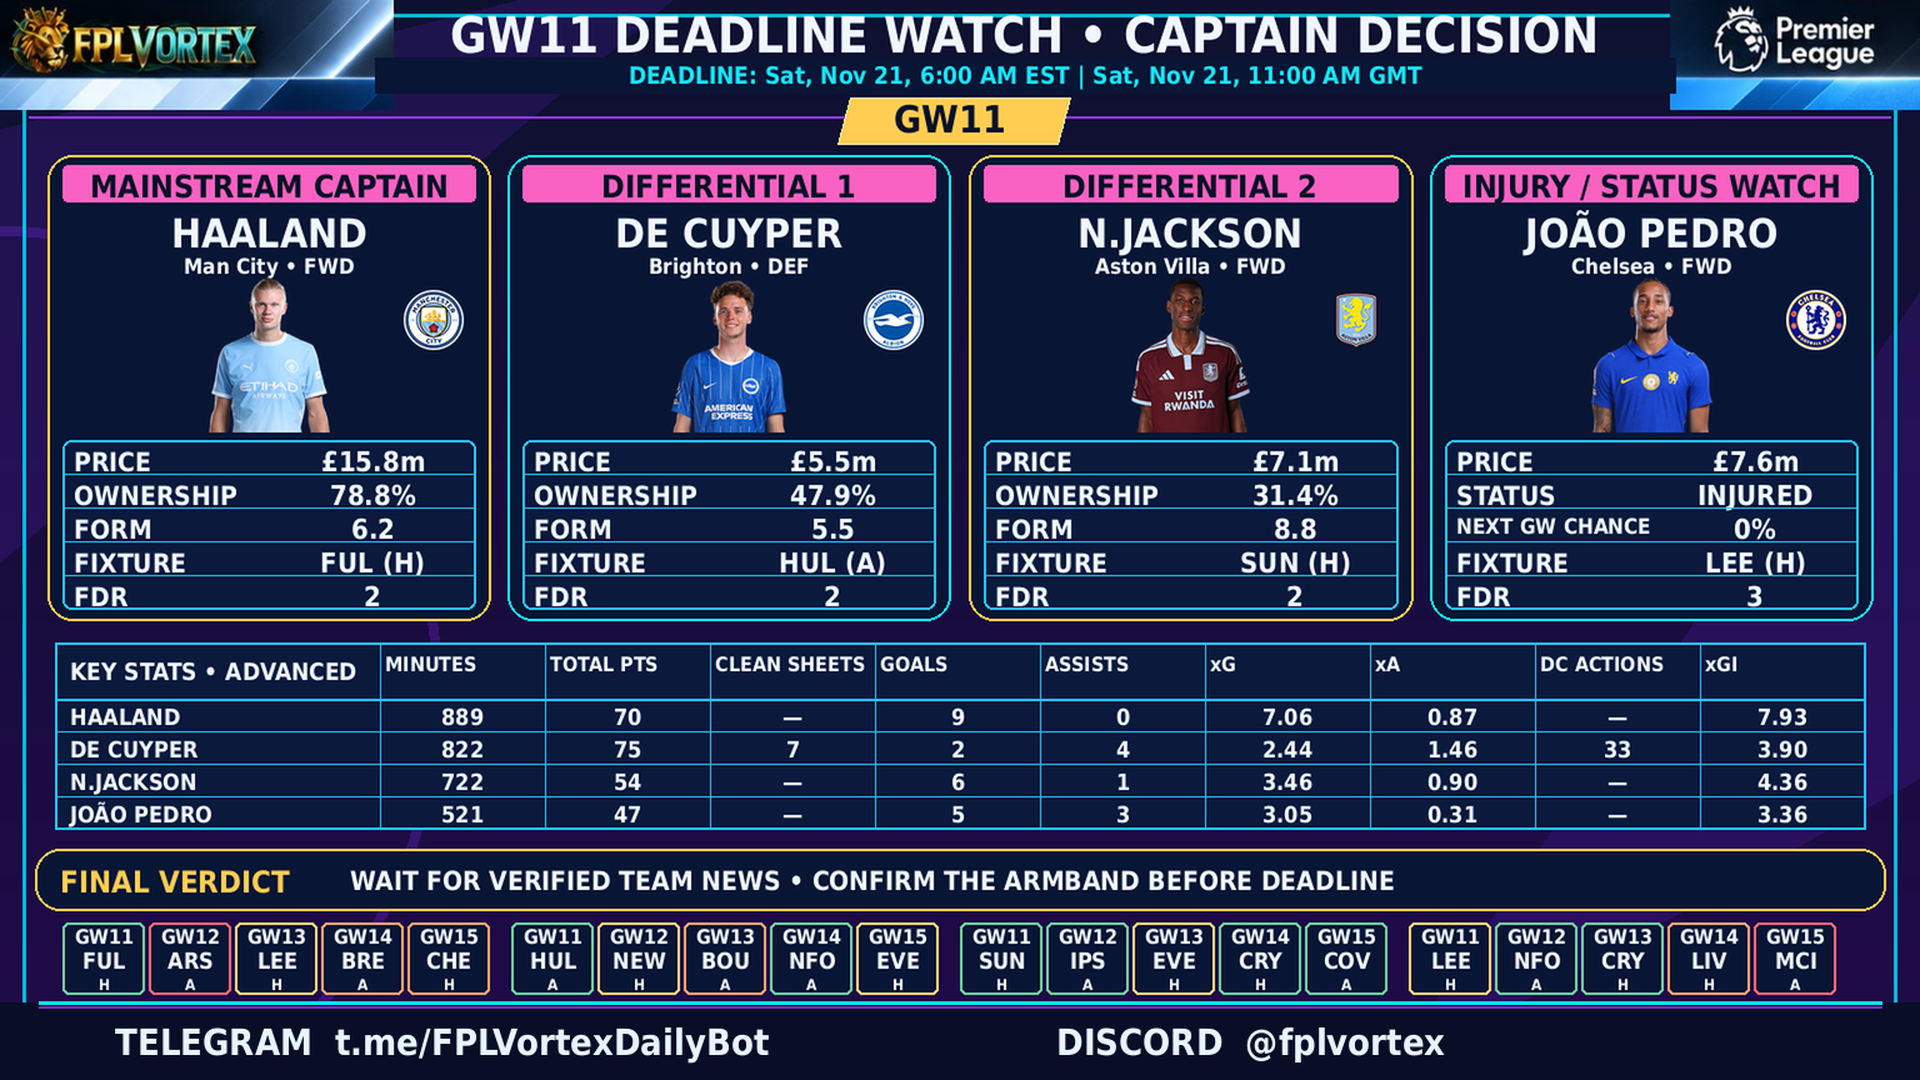 FPLVORTEX
GW11 DEADLINE WATCH • CAPTAIN DECISION
DEADLINE: Sat, Nov 21, 6:00 AM EST | Sat, Nov 21, 11:00 AM GMT
Premier
League
GW11
MAINSTREAM CAPTAIN
HAALAND
Man City • FWD
MANCHESTER
CITY
ETIHAD
AIRWAYS
PRICE £15.8m
OWNERSHIP 78.8%
FORM 6.2
FIXTURE FUL (H)
FDR 2
DIFFERENTIAL 1
DE CUYPER
Brighton • DEF
AMERICAN
EXPRESS
PRICE £5.5m
OWNERSHIP 47.9%
FORM 5.5
FIXTURE HUL (A)
FDR 2
DIFFERENTIAL 2
N.JACKSON
Aston Villa • FWD
VISIT
RWANDA
PRICE £7.1m
OWNERSHIP 31.4%
FORM 8.8
FIXTURE SUN (H)
FDR 2
INJURY / STATUS WATCH
JOÃO PEDRO
Chelsea • FWD
CHELSEA
FOOTBALL CLUB
PRICE £7.6m
STATUS INJURED
NEXT GW CHANCE 0%
FIXTURE LEE (H)
FDR 3
KEY STATS • ADVANCED MINUTES TOTAL PTS CLEAN SHEETS GOALS ASSISTS xG xA DC ACTIONS xGI
HAALAND 889 70 — 9 0 7.06 0.87 — 7.93
DE CUYPER 822 75 7 2 4 2.44 1.46 33 3.90
N.JACKSON 722 54 — 6 1 3.46 0.90 — 4.36
JOÃO PEDRO 521 47 — 5 3 3.05 0.31 — 3.36
FINAL VERDICT WAIT FOR VERIFIED TEAM NEWS • CONFIRM THE ARMBAND BEFORE DEADLINE
GW11 GW12 GW13 GW14 GW15 GW11 GW12 GW13 GW14 GW15 GW11 GW12 GW13 GW14 GW15 GW11 GW12 GW13 GW14 GW15
FUL ARS LEE BRE CHE HUL NEW BOU NFO EVE SUN IPS EVE CRY COV LEE NFO CRY LIV MCI
H A H A H A H A A H H A H H A H A H H A
TELEGRAM t.me/FPLVortexDailyBot DISCORD @fplvortex